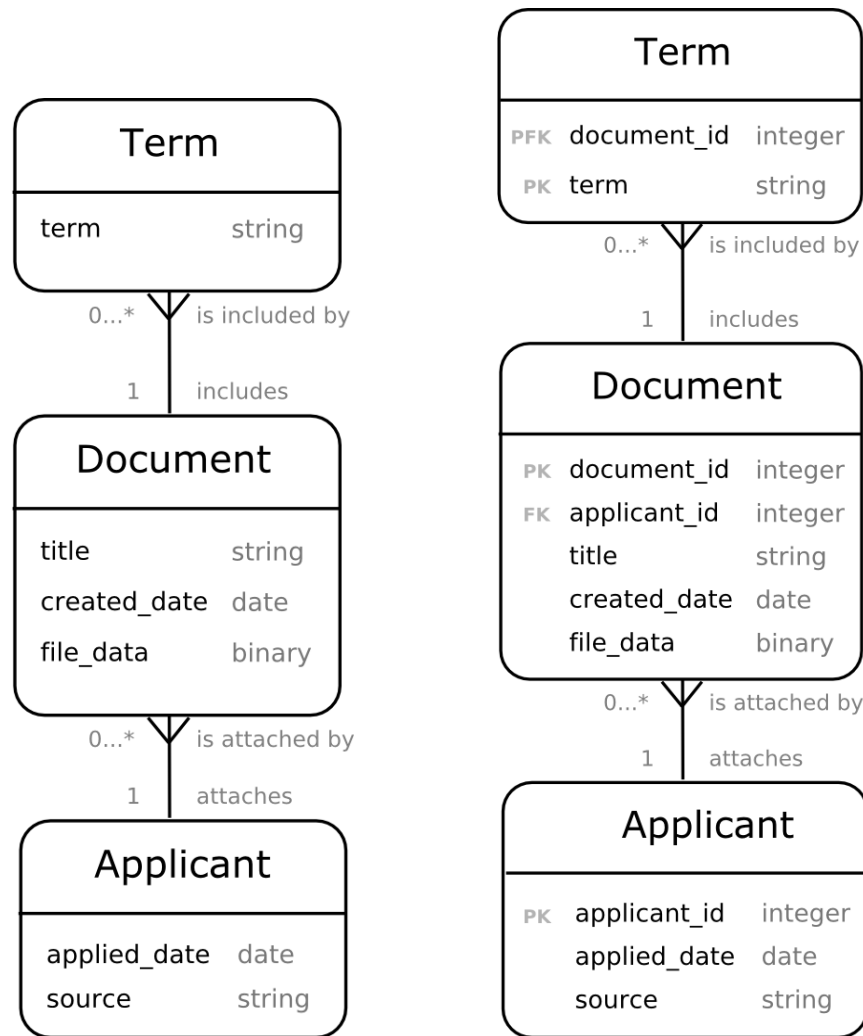 Term
term string
0...* is included by
1 includes
Document
title string
created_date date
file_data binary
0...* is attached by
1 attaches
Applicant
applied_date date
source string
Term
PFK document_id integer
PK term string
0...* is included by
1 includes
Document
PK document_id integer
FK applicant_id integer
title string
created_date date
file_data binary
0...* is attached by
1 attaches
Applicant
PK applicant_id integer
applied_date date
source string